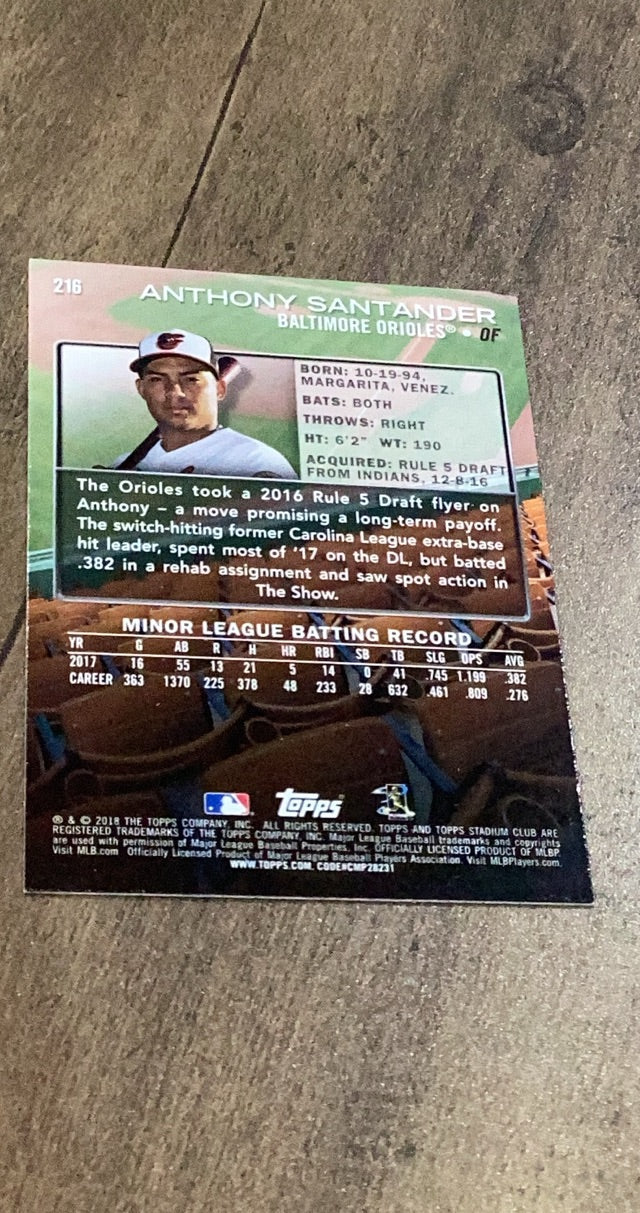 216
ANTHONY SANTANDER
BALTIMORE ORIOLES® • OF
BORN: 10-19-94,
MARGARITA, VENEZ.
BATS: BOTH
THROWS: RIGHT
HT: 6'2" WT: 190
ACQUIRED: RULE 5 DRAFT
FROM INDIANS, 12-8-16
The Orioles took a 2016 Rule 5 Draft flyer on
Anthony – a move promising a long-term payoff.
The switch-hitting former Carolina League extra-base
hit leader, spent most of '17 on the DL, but batted
.382 in a rehab assignment and saw spot action in
The Show.
MINOR LEAGUE BATTING RECORD
YR G AB R H HR RBI SB TB SLG OPS AVG
2017 16 55 13 21 5 14 0 41 .745 1.199 .382
CAREER 363 1370 225 378 48 233 28 632 .461 .809 .276
topps
® & © 2018 THE TOPPS COMPANY, INC. ALL RIGHTS RESERVED. TOPPS AND TOPPS STADIUM CLUB ARE
REGISTERED TRADEMARKS OF THE TOPPS COMPANY, INC. Major League Baseball trademarks and copyrights
are used with permission of Major League Baseball Properties, Inc. OFFICIALLY LICENSED PRODUCT OF MLBP.
Visit MLB.com Officially Licensed Product of Major League Baseball Players Association. Visit MLBPlayers.com.
WWW.TOPPS.COM. CODE#CMP28231